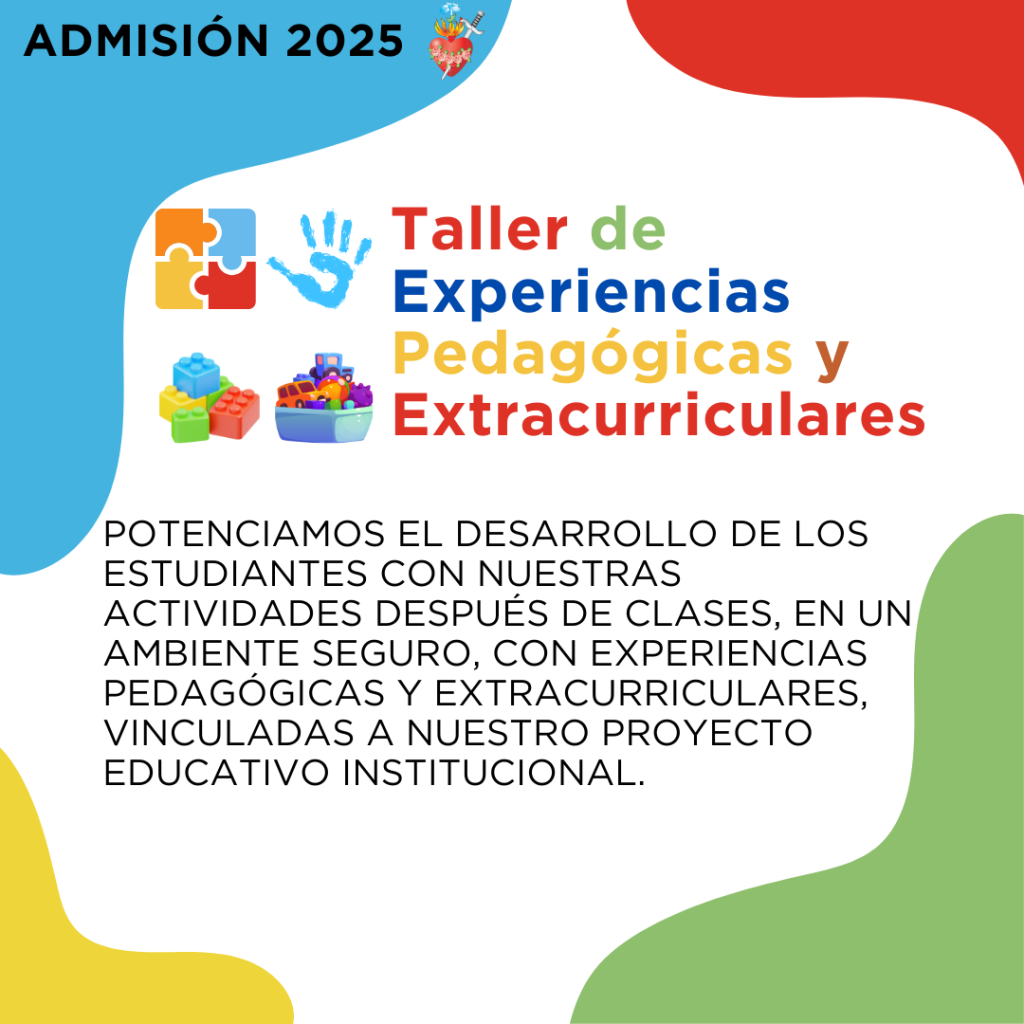 ADMISIÓN 2025
Taller de
Experiencias
Pedagógicas y
Extracurriculares
POTENCIAMOS EL DESARROLLO DE LOS
ESTUDIANTES CON NUESTRAS
ACTIVIDADES DESPUÉS DE CLASES, EN UN
AMBIENTE SEGURO, CON EXPERIENCIAS
PEDAGÓGICAS Y EXTRACURRICULARES,
VINCULADAS A NUESTRO PROYECTO
EDUCATIVO INSTITUCIONAL.